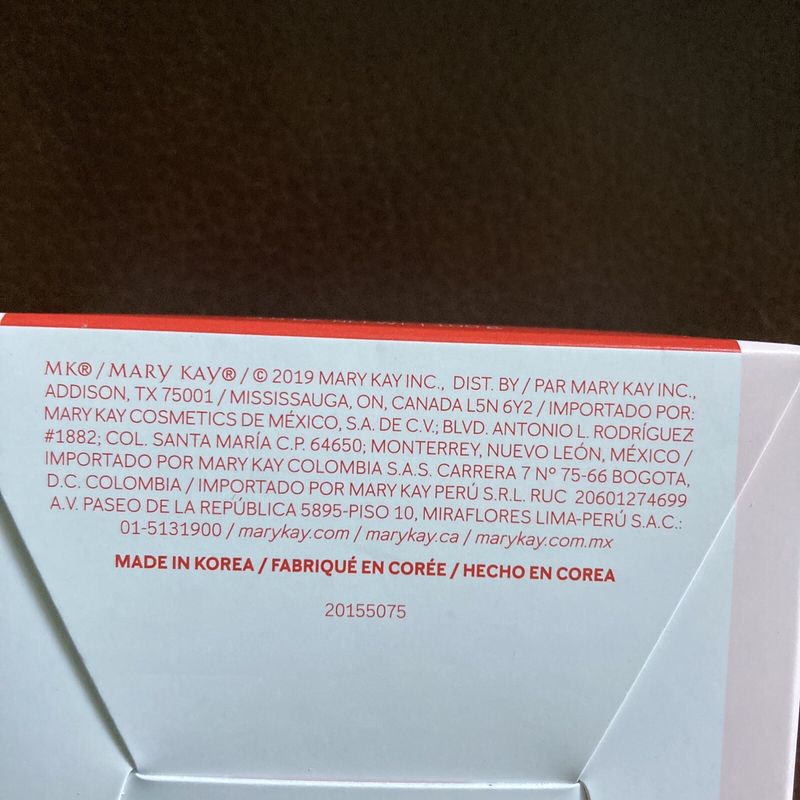 MK® / MARY KAY® / © 2019 MARY KAY INC., DIST. BY / PAR MARY KAY INC.,
ADDISON, TX 75001 / MISSISSAUGA, ON, CANADA L5N 6Y2 / IMPORTADO POR:
MARY KAY COSMETICS DE MÉXICO, S.A. DE C.V.; BLVD. ANTONIO L. RODRÍGUEZ
#1882; COL. SANTA MARÍA C.P. 64650; MONTERREY, NUEVO LEÓN, MÉXICO /
IMPORTADO POR MARY KAY COLOMBIA S.A.S. CARRERA 7 Nº 75-66 BOGOTA,
D.C. COLOMBIA / IMPORTADO POR MARY KAY PERÚ S.R.L. RUC 20601274699
A.V. PASEO DE LA REPÚBLICA 5895-PISO 10, MIRAFLORES LIMA-PERÚ S.A.C.:
01-5131900 / marykay.com / marykay.ca / marykay.com.mx
MADE IN KOREA / FABRIQUÉ EN CORÉE / HECHO EN COREA
20155075